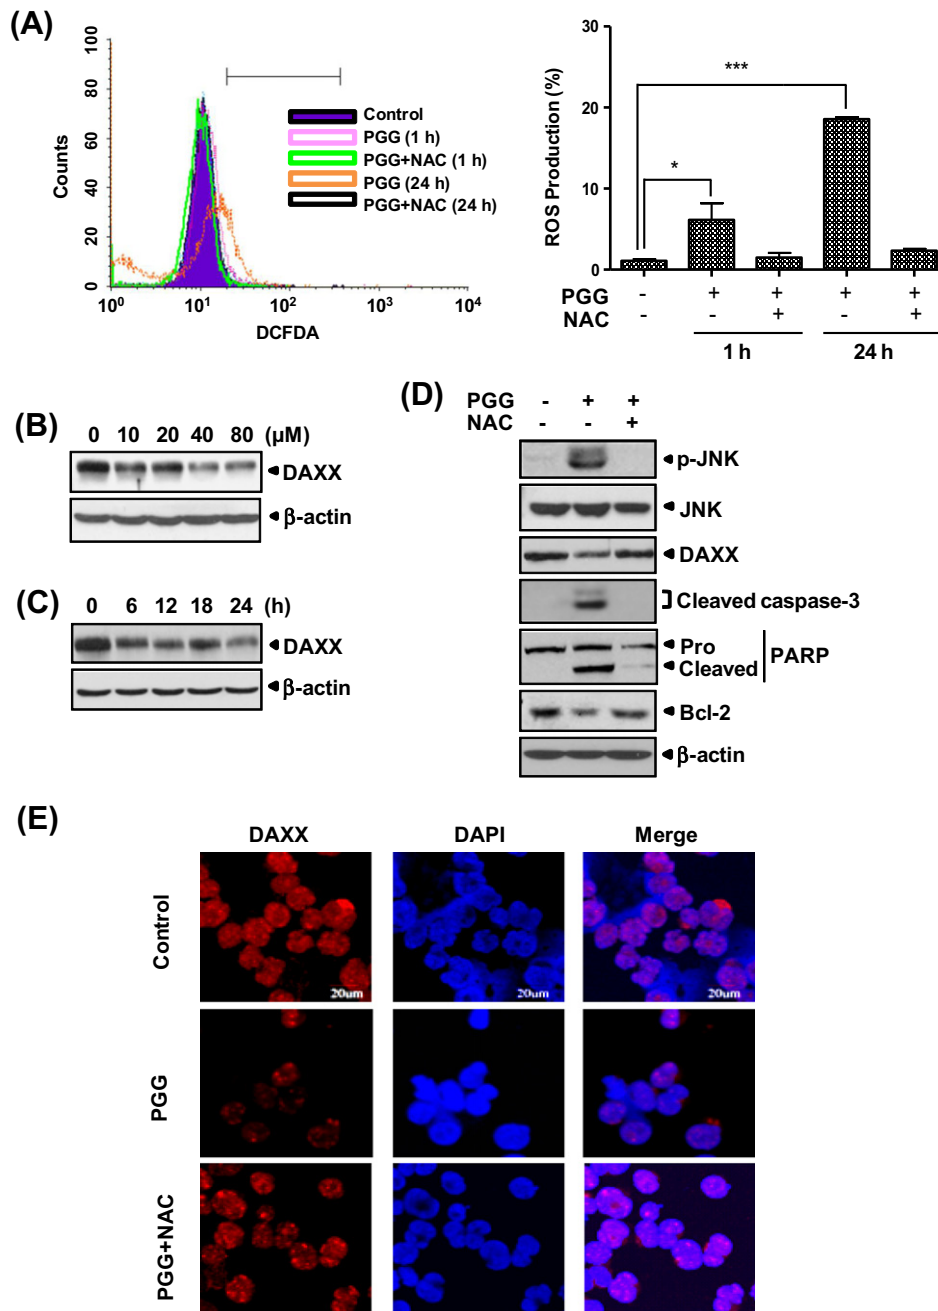 (A)
100
80
60
40
20
0
Counts
10⁰ 10¹ 10² 10³ 10⁴
DCFDA
Control
PGG (1 h)
PGG+NAC (1 h)
PGG (24 h)
PGG+NAC (24 h)
30
20
10
0
ROS Production (%)
*
***
PGG - + + + +
NAC - - + - +
1 h 24 h
(B)
0 10 20 40 80 (µM)
DAXX
β-actin
(C)
0 6 12 18 24 (h)
DAXX
β-actin
(D)
PGG - + +
NAC - - +
p-JNK
JNK
DAXX
Cleaved caspase-3
Pro
Cleaved
PARP
Bcl-2
β-actin
(E)
DAXX DAPI Merge
Control
20um 20um 20um
PGG
PGG+NAC